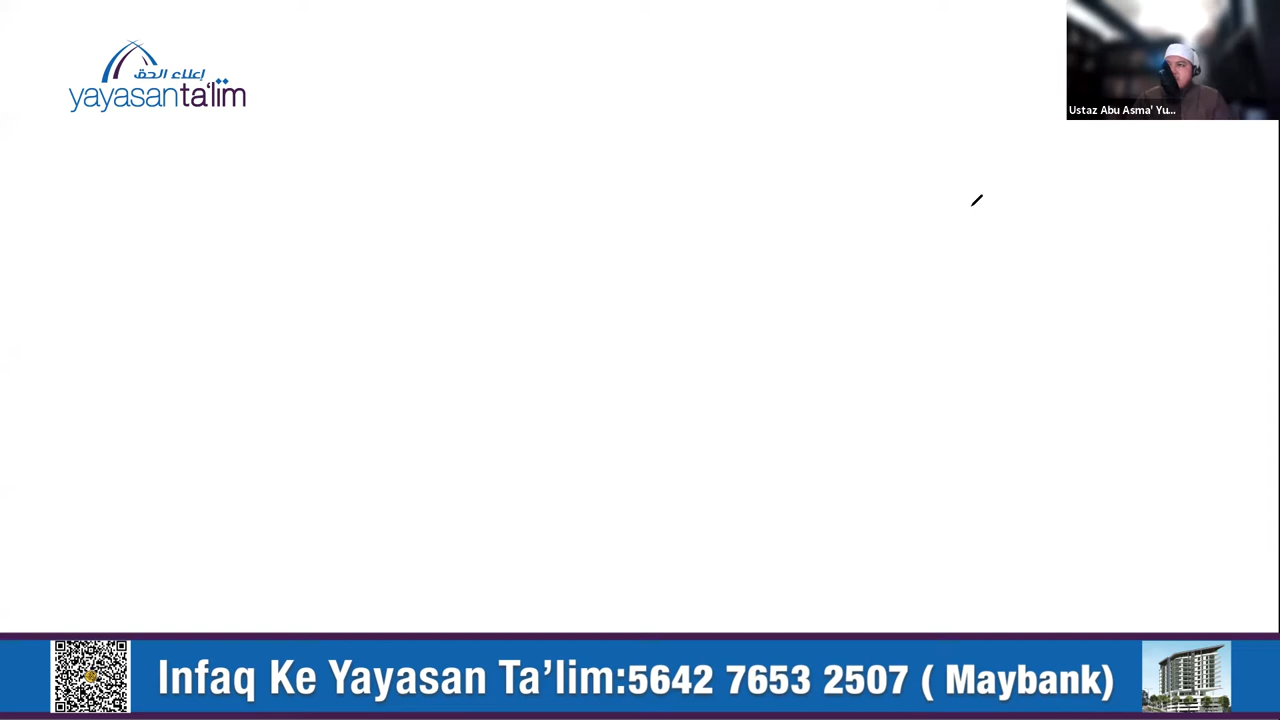 إعلاء الحق
yayasanta'lim
Ustaz Abu Asma' Yu...
Infaq Ke Yayasan Ta’lim:5642 7653 2507 ( Maybank)